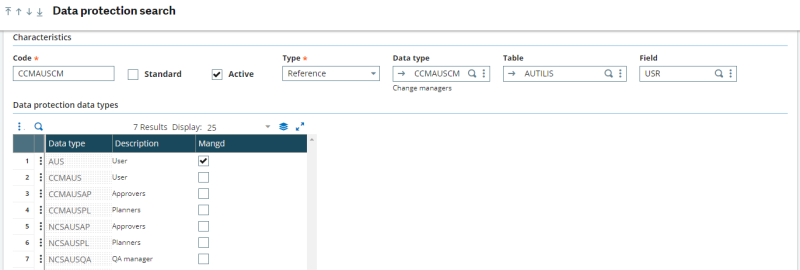 Data protection search
Characteristics
Code *
Standard
Active
Type *
Data type
Table
Field
CCMAUSCM
Reference
CCMAUSCM
AUTILIS
USR
Change managers
Data protection data types
7 Results Display: 25
Data type Description Mangd
1 AUS User
2 CCMAUS User
3 CCMAUSAP Approvers
4 CCMAUSPL Planners
5 NCSAUSAP Approvers
6 NCSAUSPL Planners
7 NCSAUSQA QA manager